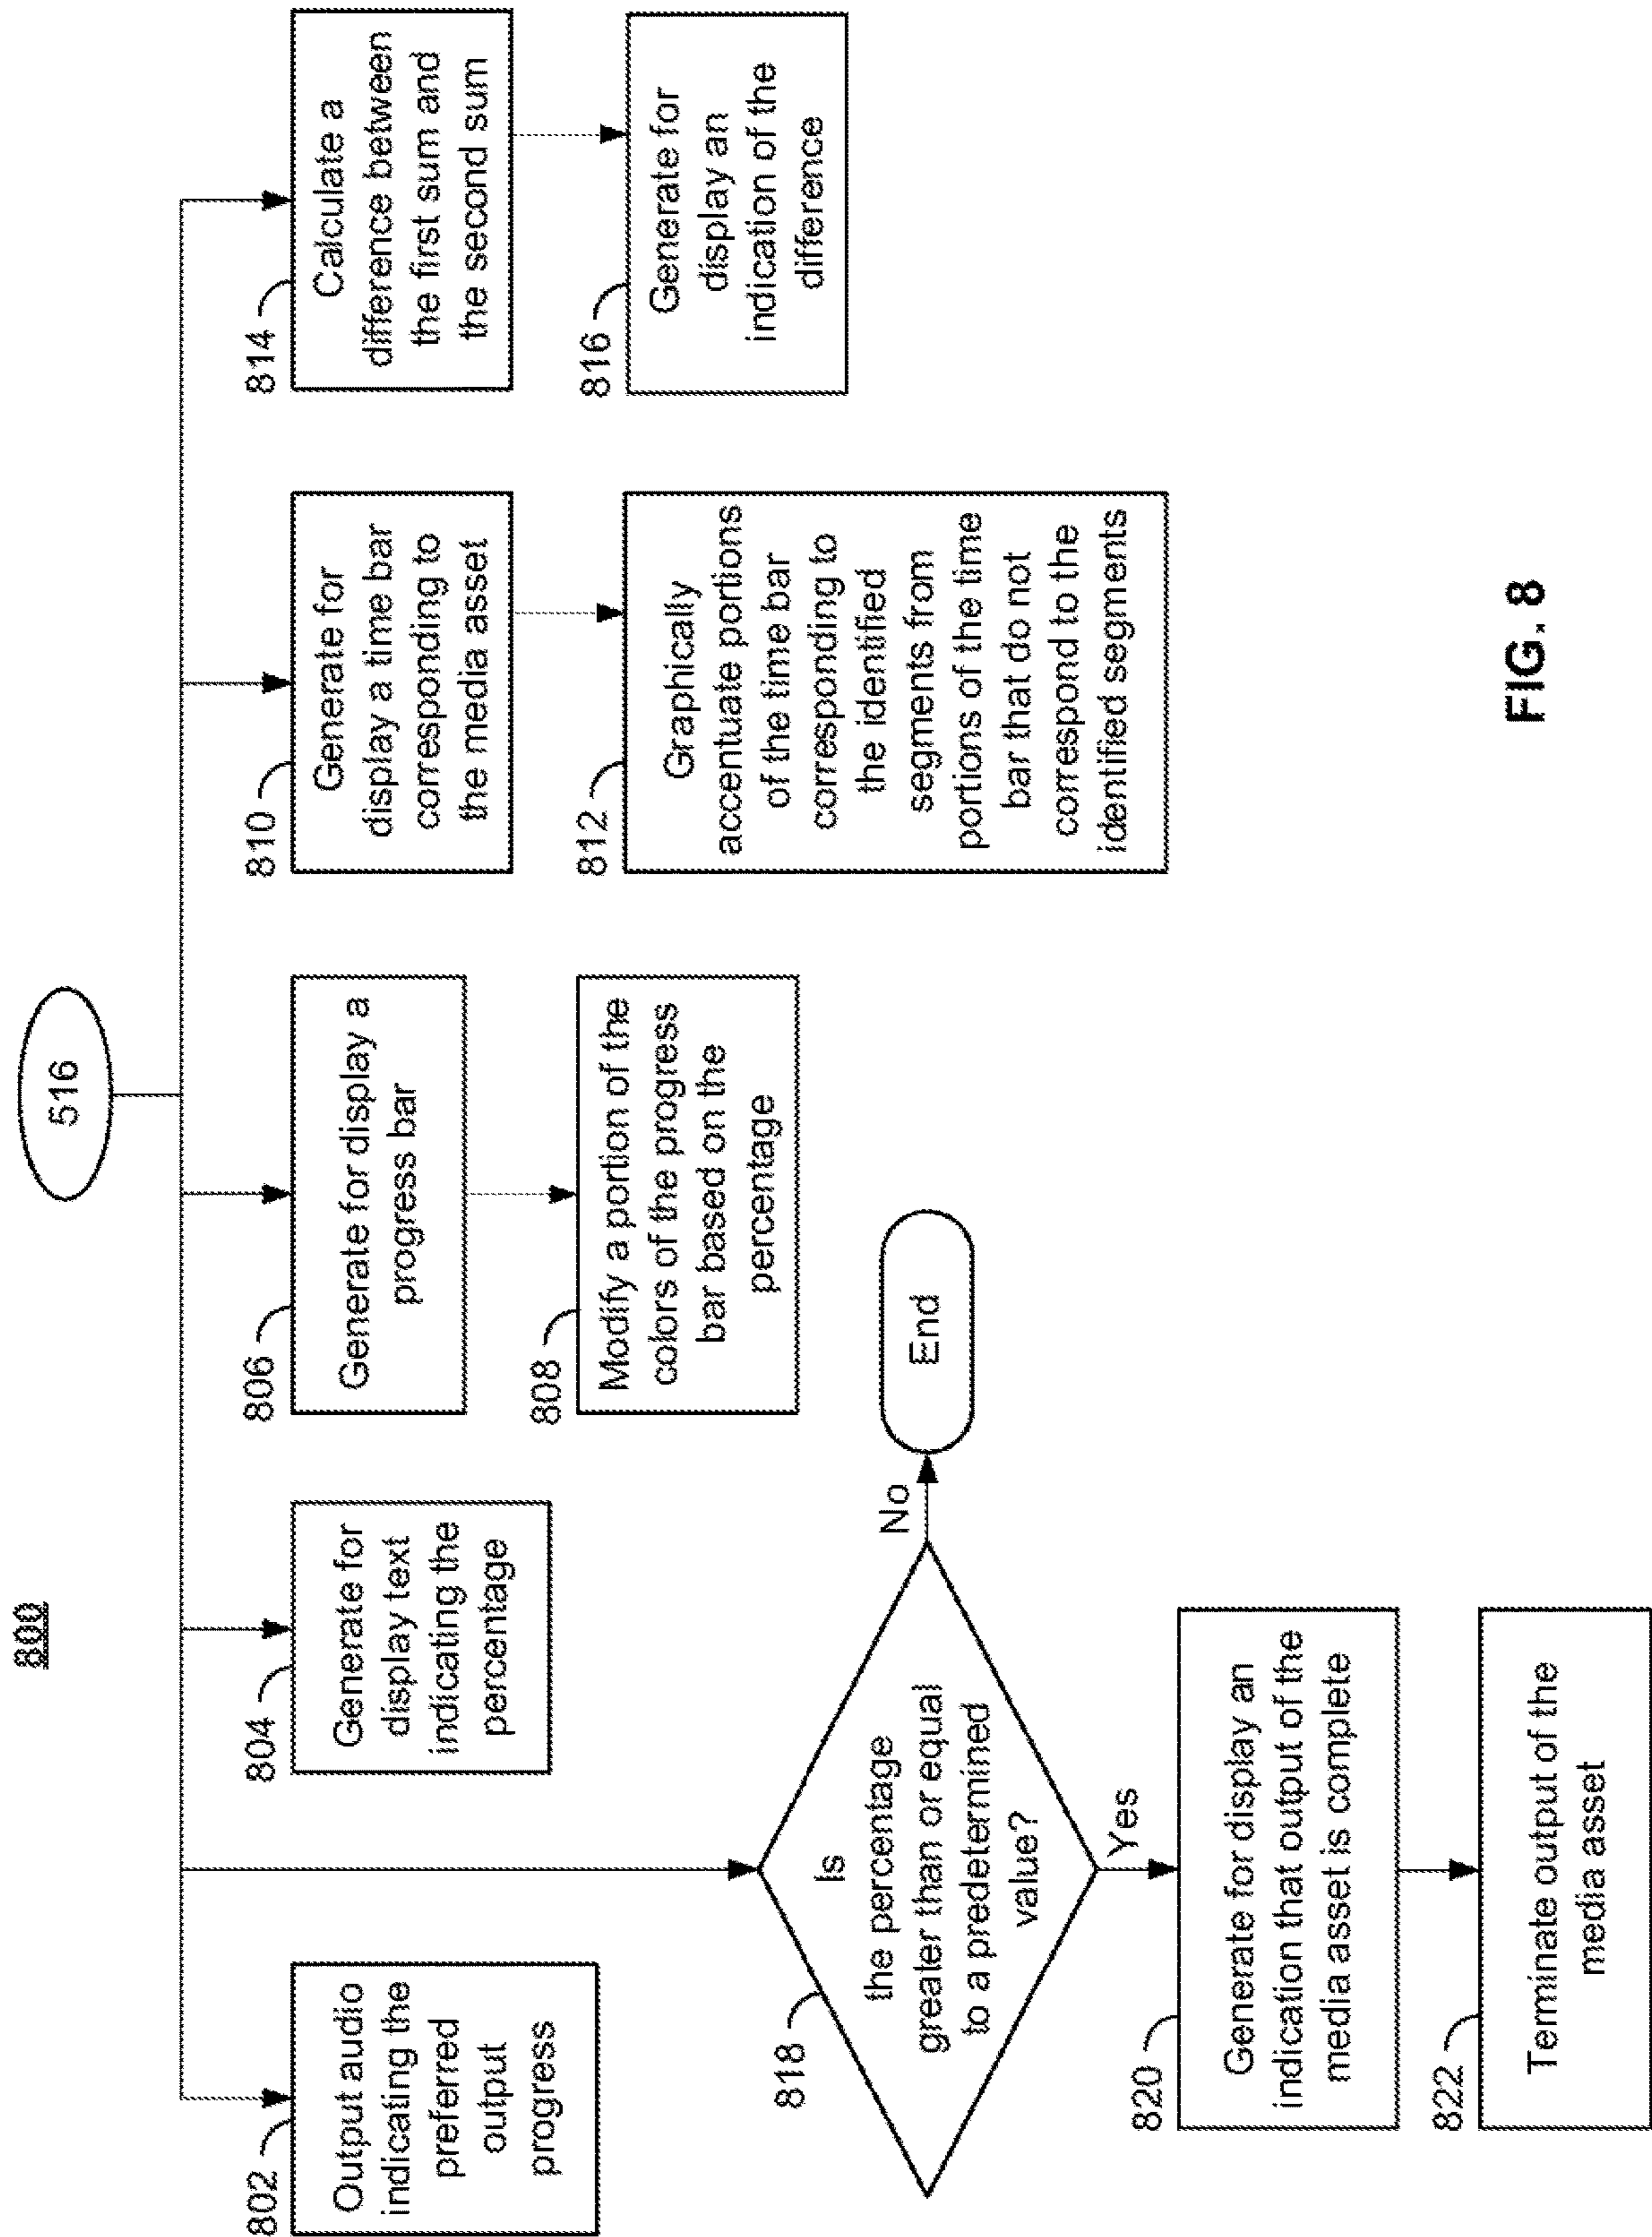 800
516
802
Output audio
indicating the
preferred
output
progress
804
Generate for
display text
indicating the
percentage
806
Generate for display a
progress bar
808
Modify a portion of the
colors of the progress
bar based on the
percentage
810
Generate for
display a time bar
corresponding to
the media asset
812
Graphically
accentuate portions
of the time bar
corresponding to
the identified
segments from
portions of the time
bar that do not
correspond to the
identified segments
814
Calculate a
difference between
the first sum and
the second sum
816
Generate for
display an
indication of the
difference
818
Is
the percentage
greater than or equal
to a predetermined
value?
No
End
Yes
820
Generate for display an
indication that output of the
media asset is complete
822
Terminate output of the
media asset
FIG. 8